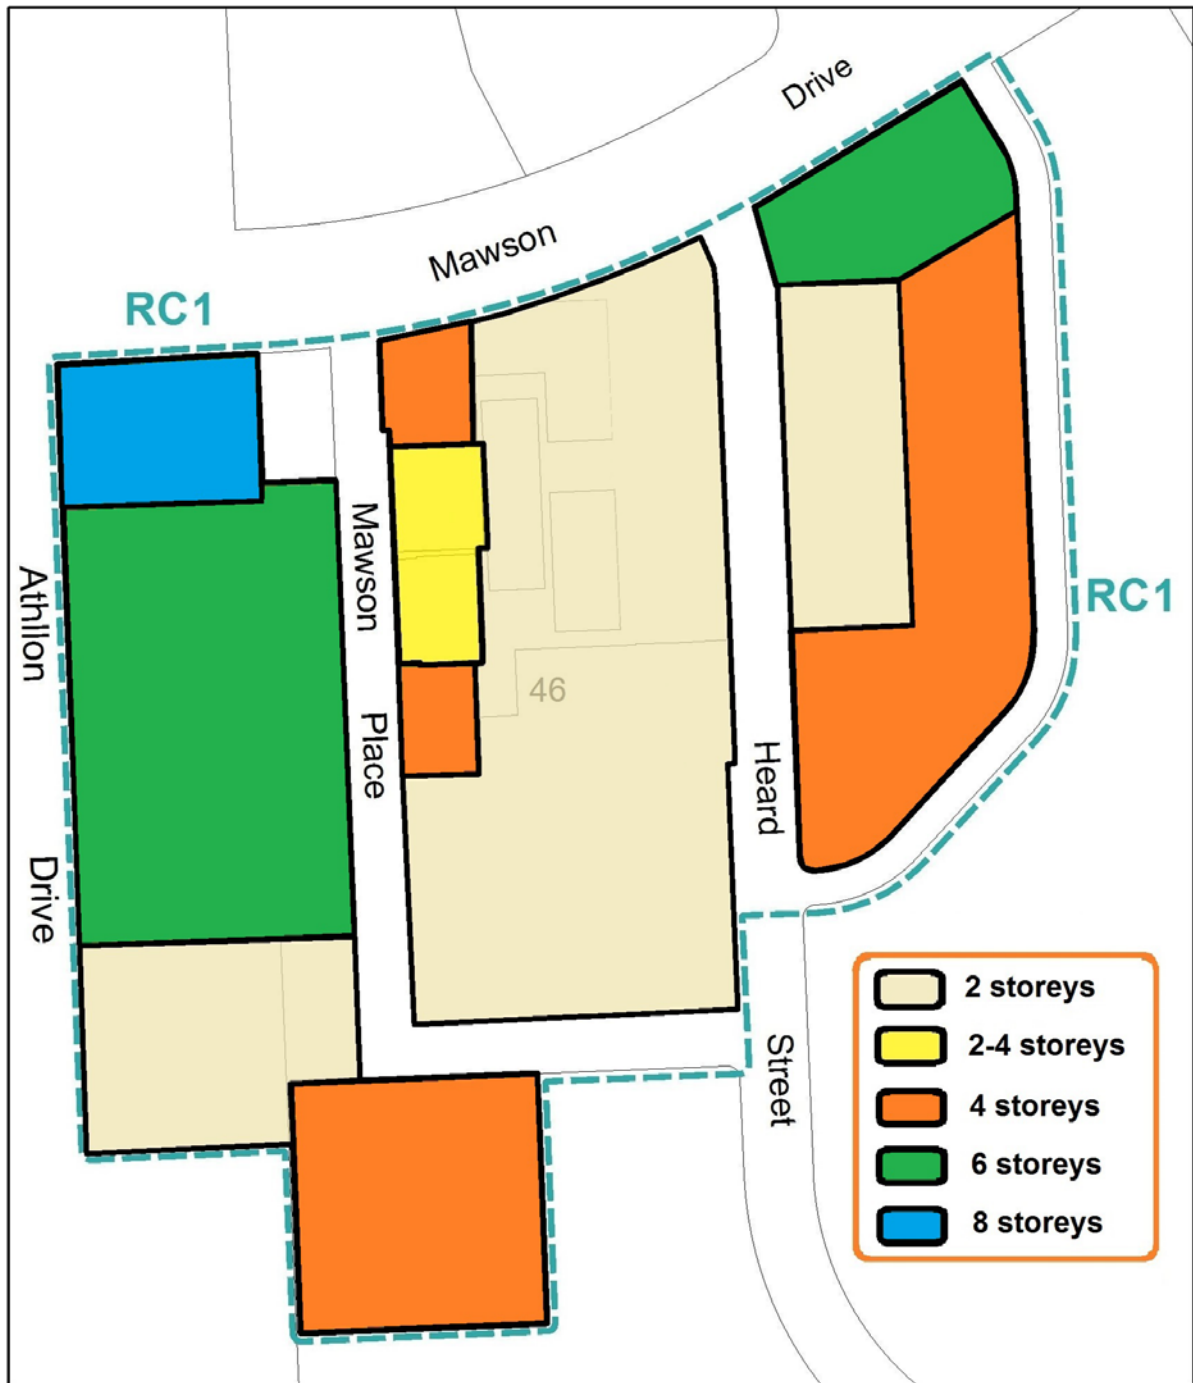 Drive
Mawson
RC1
Mawson
Place
Athllon
Drive
46
Heard
Street
RC1
2 storeys
2-4 storeys
4 storeys
6 storeys
8 storeys